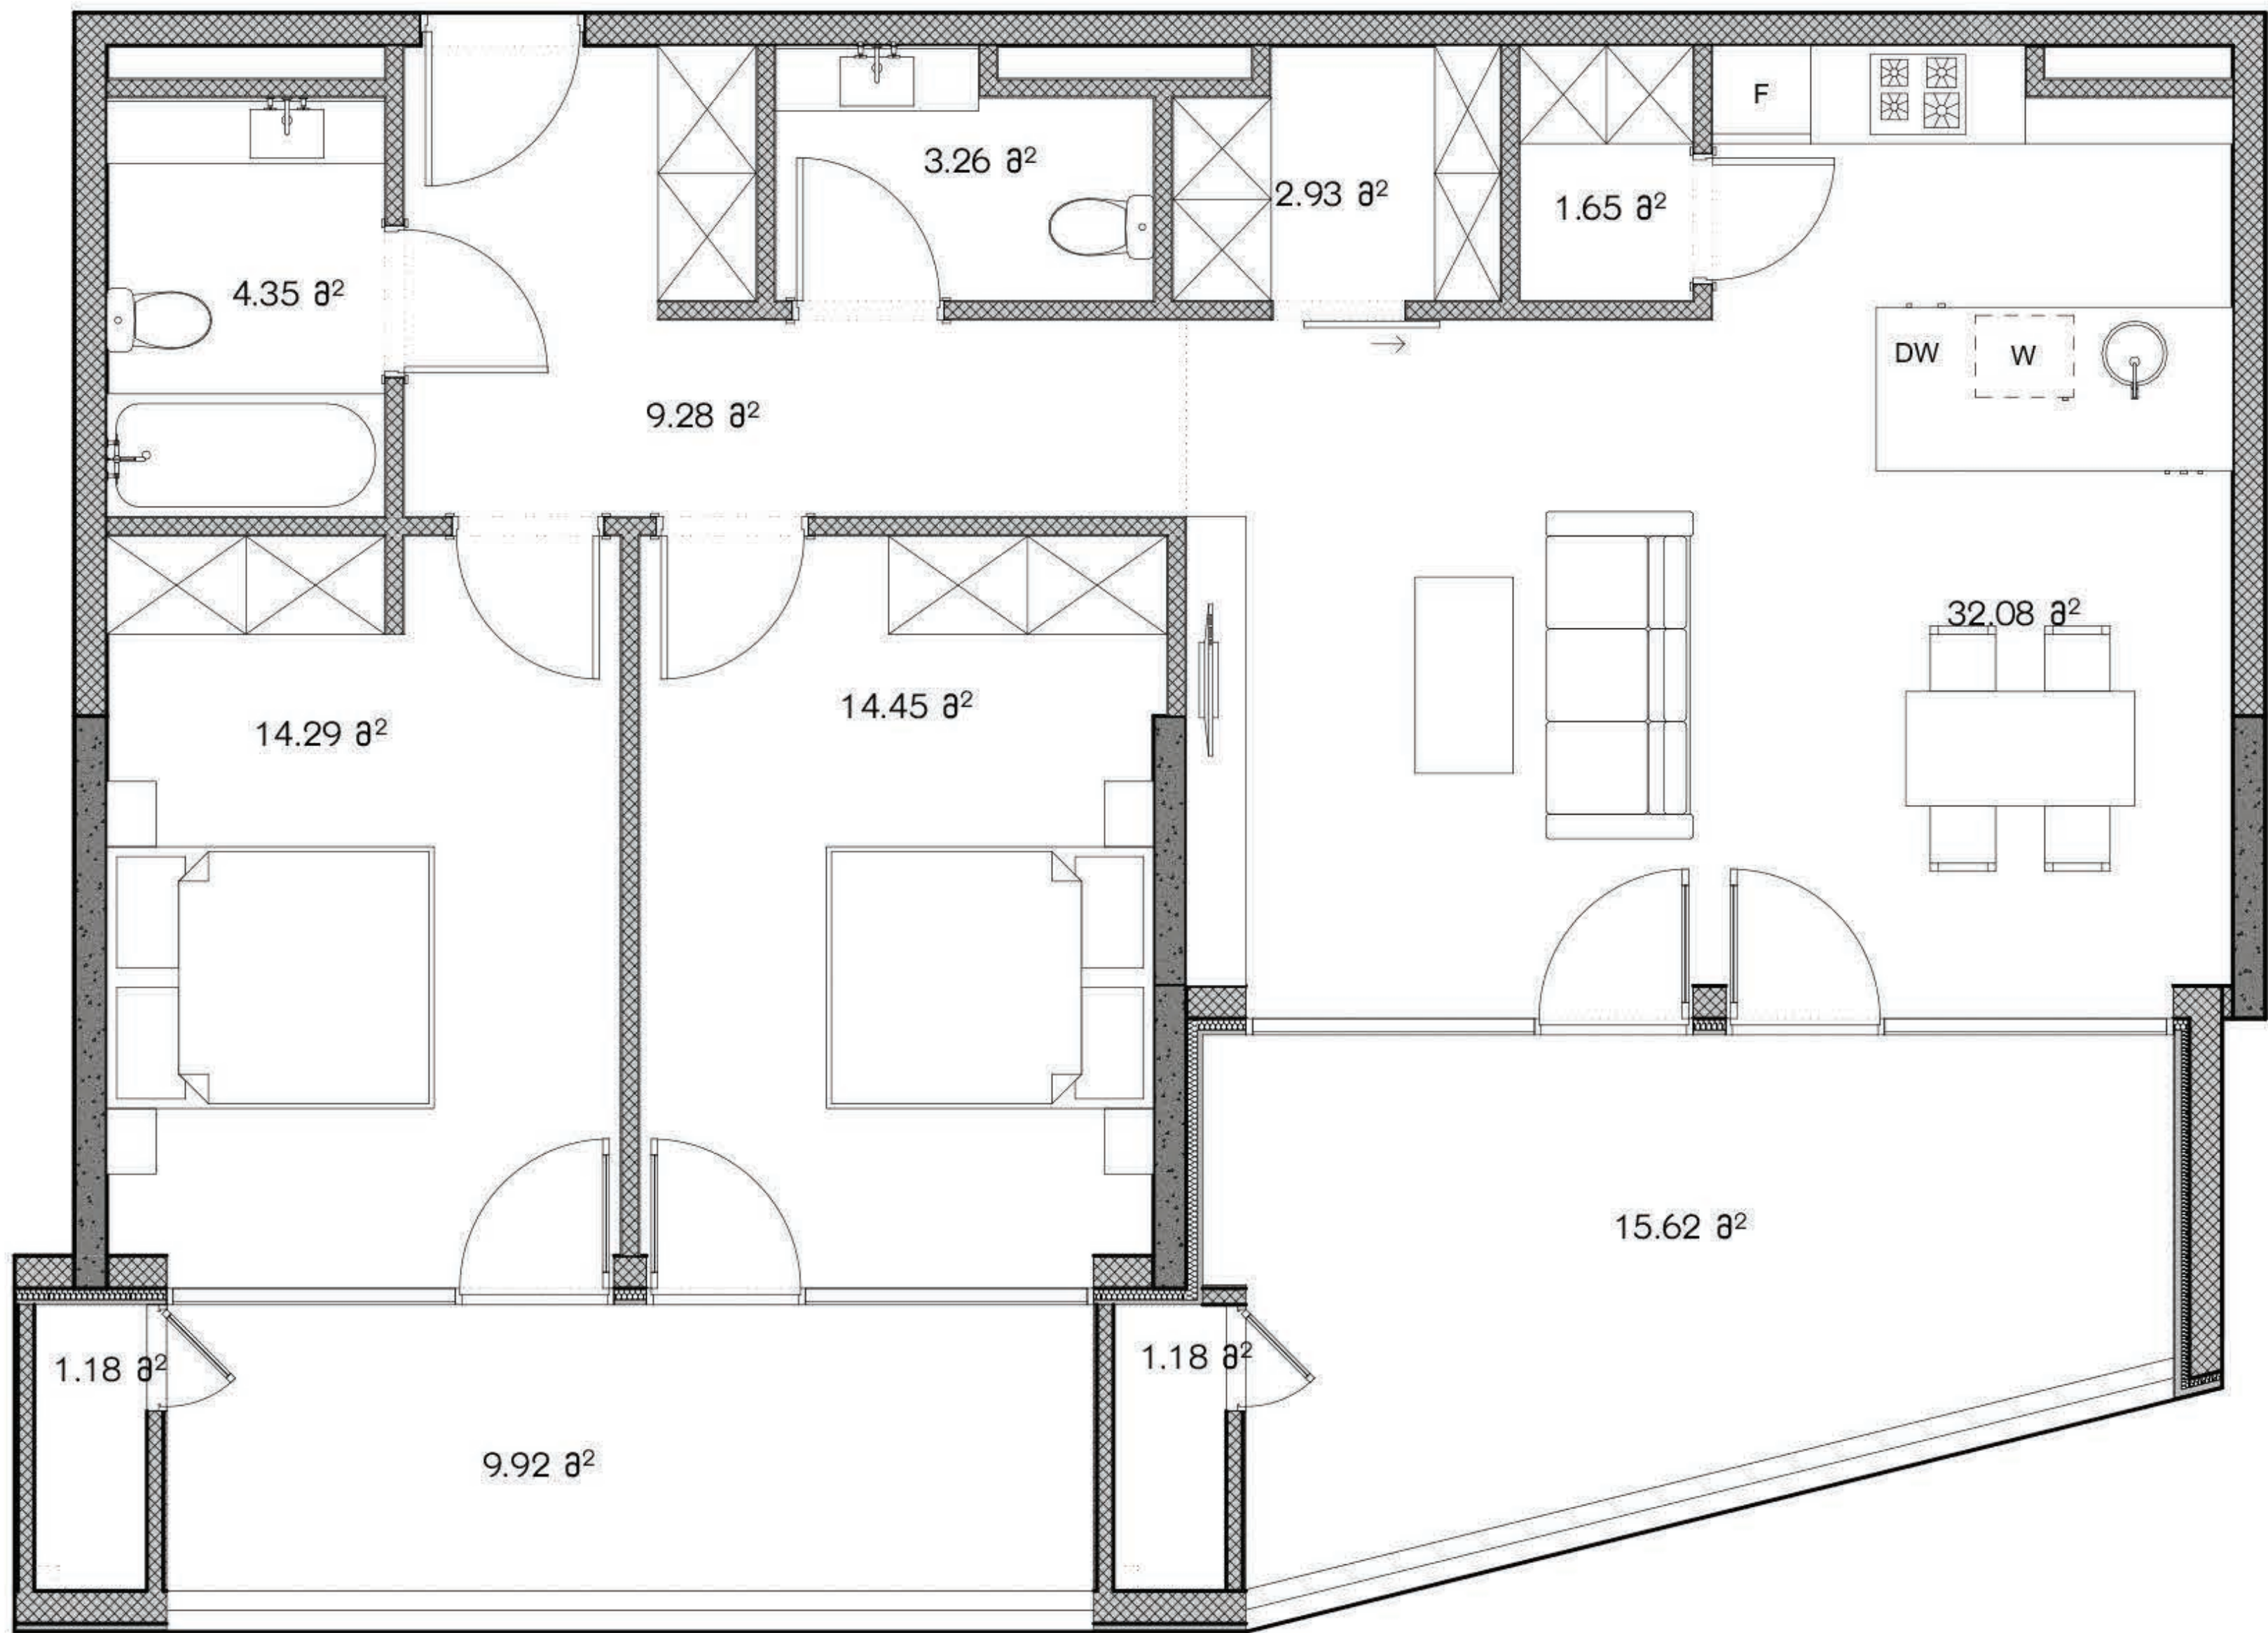 F
3.26 მ²
2.93 მ²
1.65 მ²
4.35 მ²
DW
W
9.28 მ²
32.08 მ²
14.45 მ²
14.29 მ²
15.62 მ²
1.18 მ²
1.18 მ²
9.92 მ²